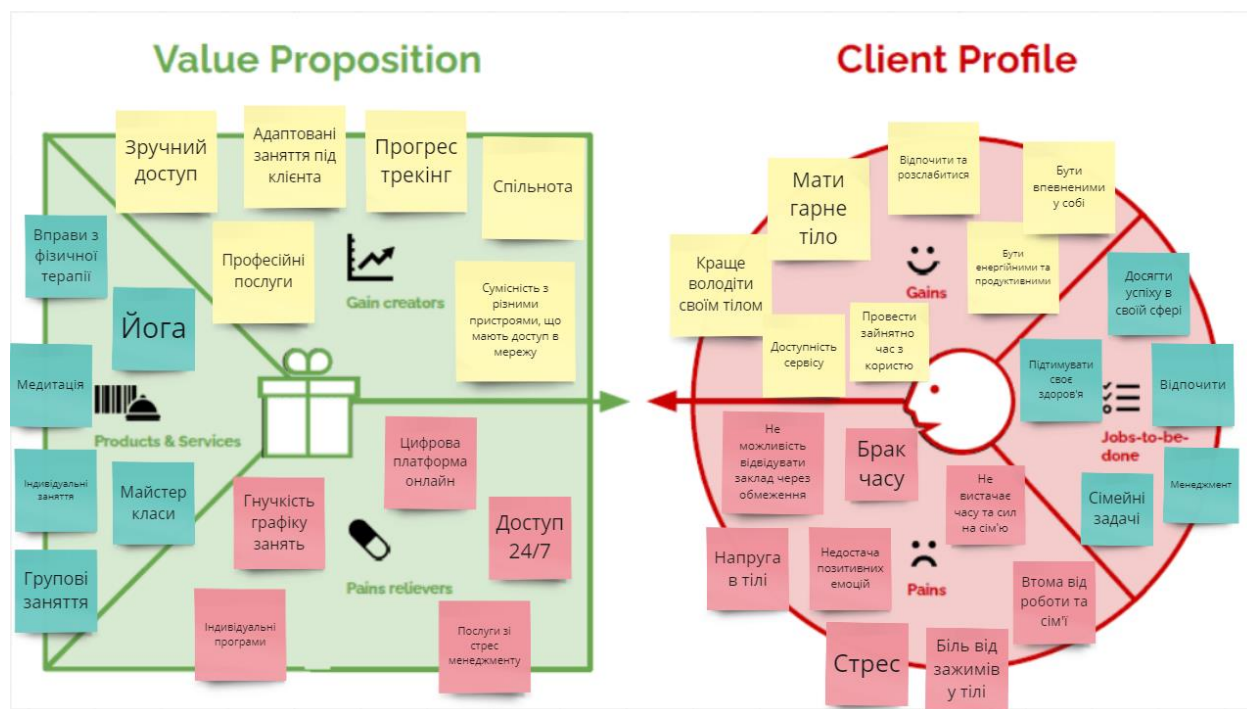 Value Proposition
Client Profile
Зручний
доступ
Адаптовані
заняття під
клієнта
Прогрес
трекінг
Спільнота
Вправи з
фізичної
терапії
Йога
Професійні
послуги
Gain creators
Сумісність з
різними
пристроями, що
мають доступ в
мережу
Медитація
Products & Services
Індивідуальні
заняття
Майстер
класи
Групові
заняття
Цифрова
платформа
онлайн
Гнучкість
графіку
занять
Доступ
24/7
Pains relievers
Індивідуальні
програми
Послуги зі
стрес
менеджменту
Мати
гарне
тіло
Відпочити та
розслабитися
Бути
впевненими
у собі
Краще
володіти
своїм тілом
Gains
Бути
енергійними та
продуктивними
Доступність
сервісу
Провести
зайнятно
час з
користю
Досягти
успіху в
своїй сфері
Підтимувати
своє
здоров'я
Відпочити
Jobs-to-be-
done
Сімейні
задачі
Менеджмент
Не
можливість
відвідувати
заклад через
обмеження
Брак
часу
Не
вистачає
часу та сил
на сім'ю
Напруга
в тілі
Недостача
позитивних
емоцій
Pains
Втома від
роботи та
сім'ї
Стрес
Біль від
зажимів
у тілі